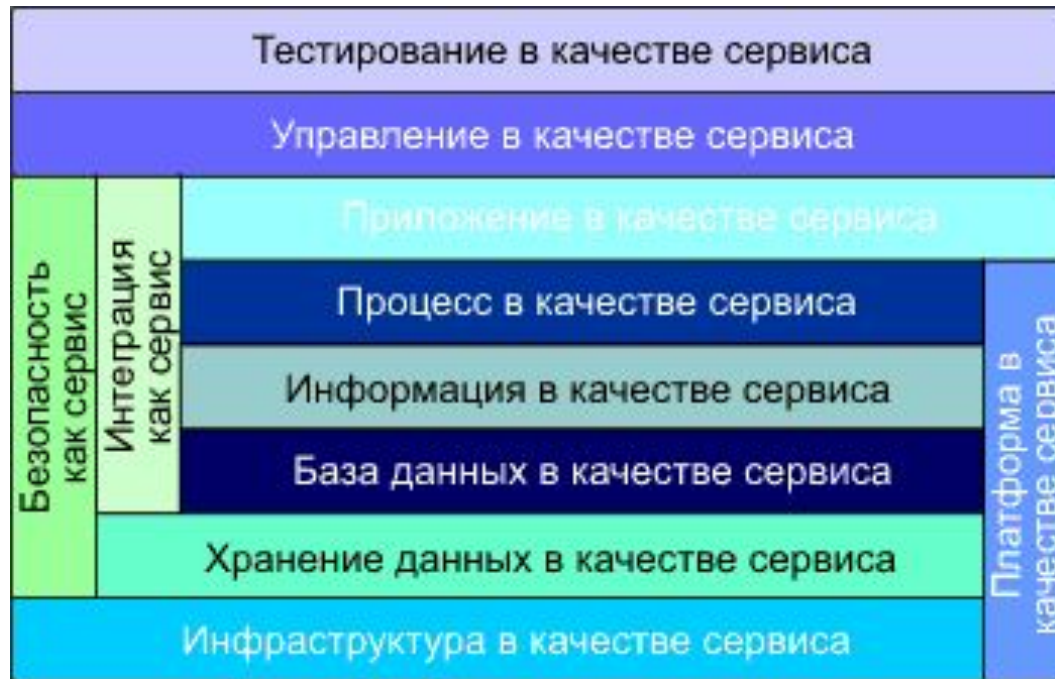 Тестирование в качестве сервиса
Управление в качестве сервиса
Безопасность
как сервис
Интеграция
как сервис
Приложение в качестве сервиса
Процесс в качестве сервиса
Информация в качестве сервиса
База данных в качестве сервиса
Хранение данных в качестве сервиса
Инфраструктура в качестве сервиса
Платформа в
качестве сервиса